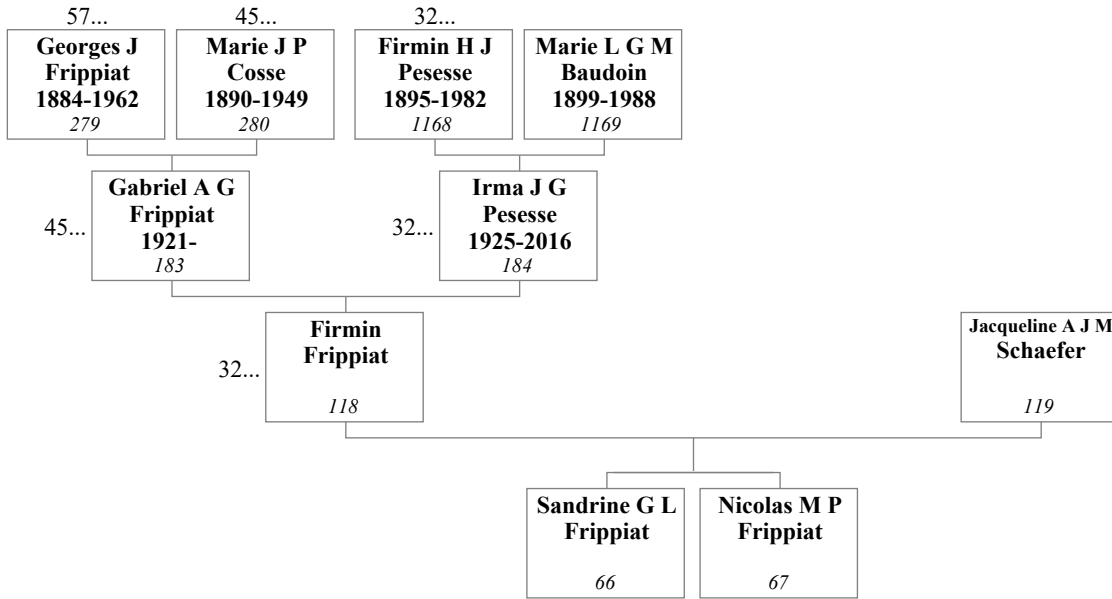 57...
45...
32...
Georges J
Frippiat
1884-1962
279
Marie J P
Cosse
1890-1949
280
Firmin H J
Pesesse
1895-1982
1168
Marie L G M
Baudoin
1899-1988
1169
45...
Gabriel A G
Frippiat
1921-
183
32...
Irma J G
Pesesse
1925-2016
184
32...
Firmin
Frippiat
118
Jacqueline A J M
Schaefer
119
Sandrine G L
Frippiat
66
Nicolas M P
Frippiat
67